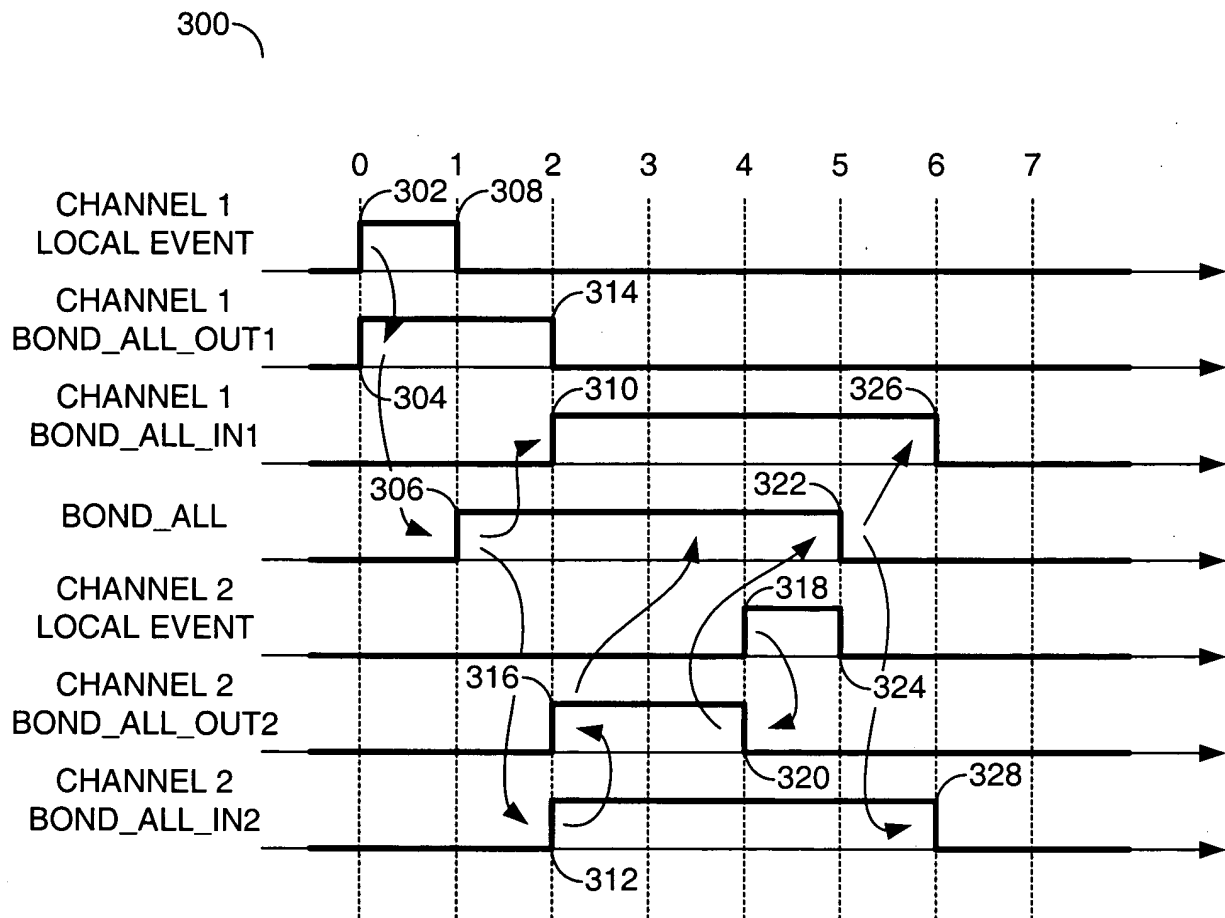 300
0 1 2 3 4 5 6 7
CHANNEL 1
LOCAL EVENT
302
308
CHANNEL 1
BOND_ALL_OUT1
314
304
CHANNEL 1
BOND_ALL_IN1
310
326
BOND_ALL
306
322
CHANNEL 2
LOCAL EVENT
318
324
CHANNEL 2
BOND_ALL_OUT2
316
320
CHANNEL 2
BOND_ALL_IN2
328
312